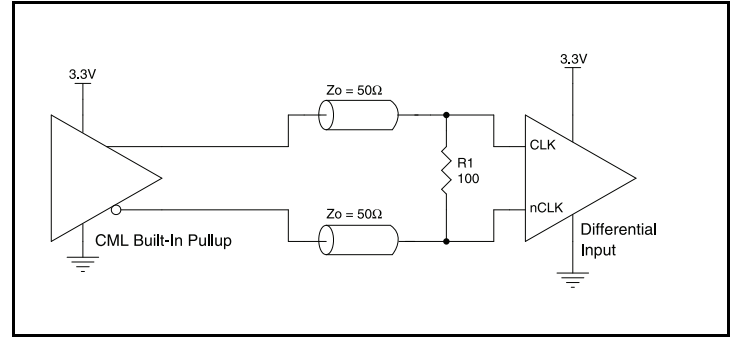 3.3V
3.3V
Zo = 50Ω
CLK
R1
100
nCLK
Zo = 50Ω
CML Built-In Pullup
Differential
Input